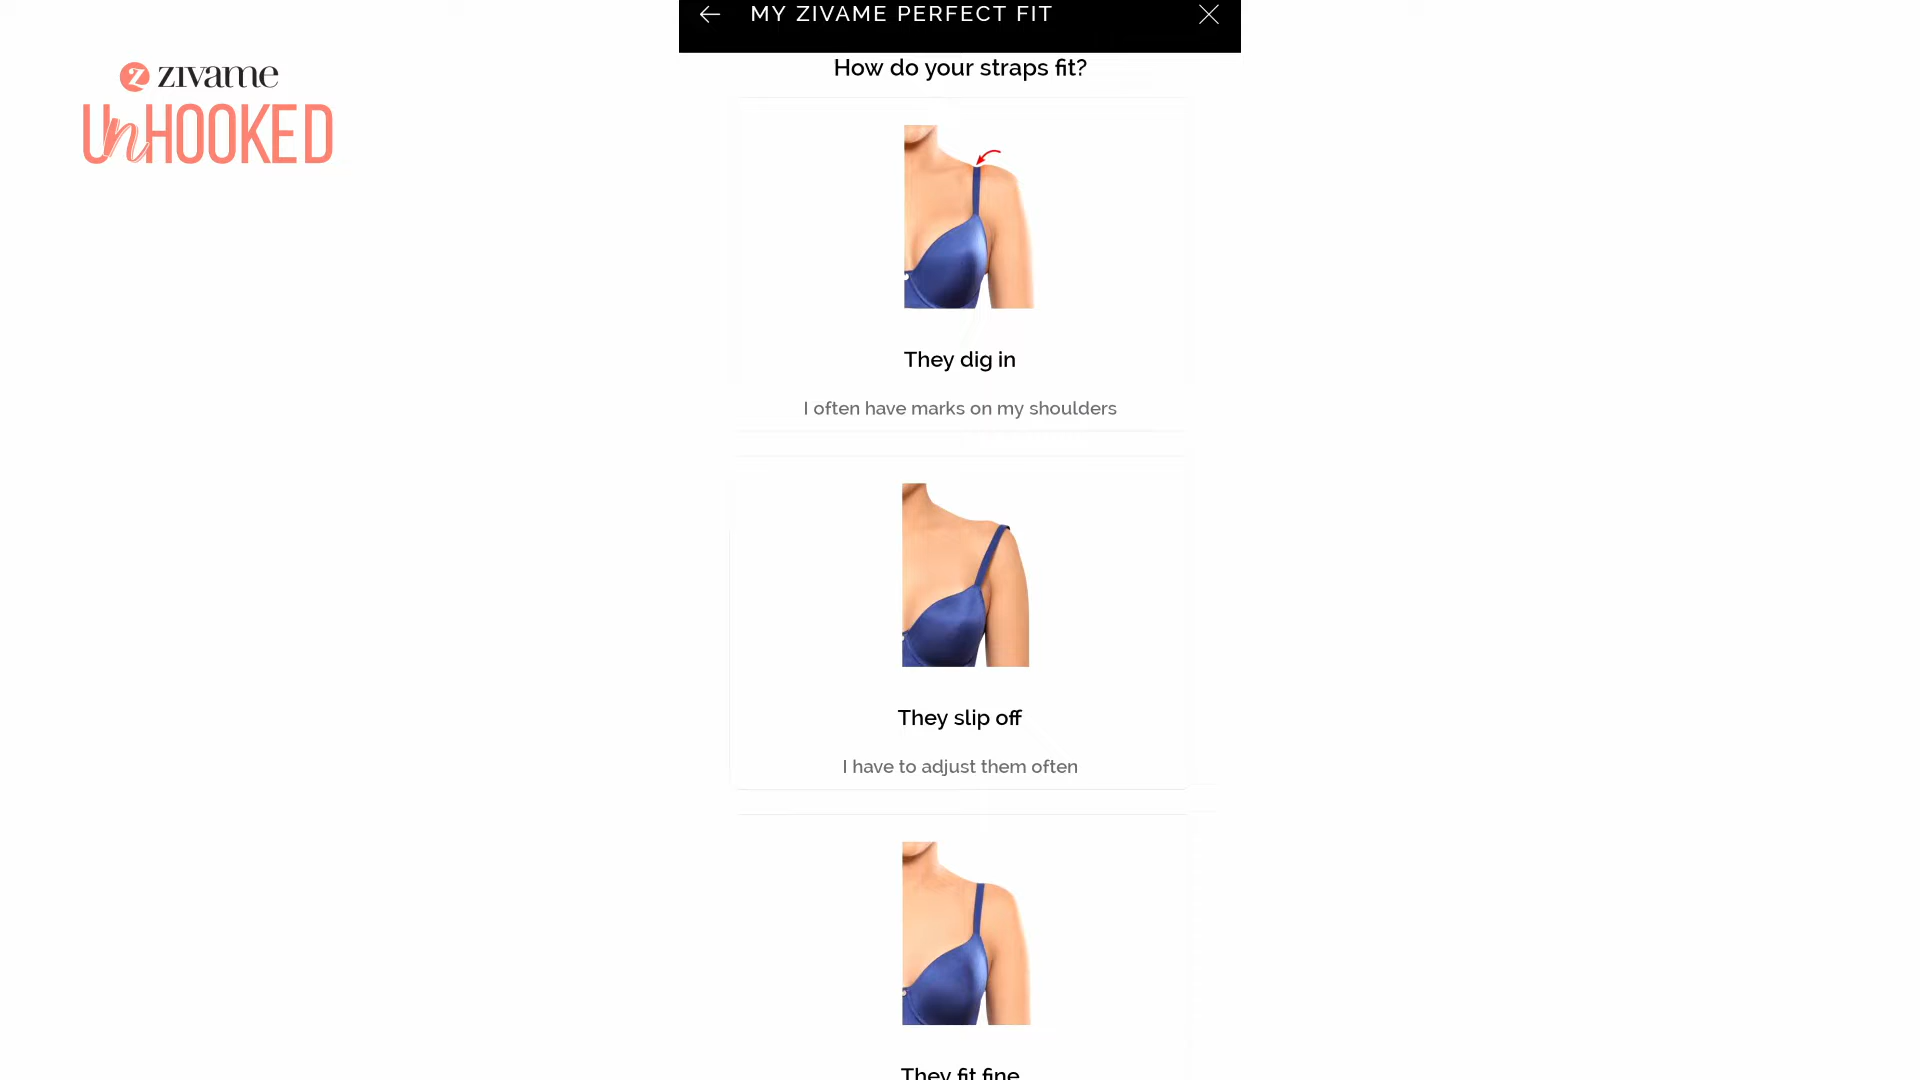 MY ZIVAME PERFECT FIT
zivame
UnHOOKED
How do your straps fit?
They dig in
I often have marks on my shoulders
They slip off
I have to adjust them often
They fit fine